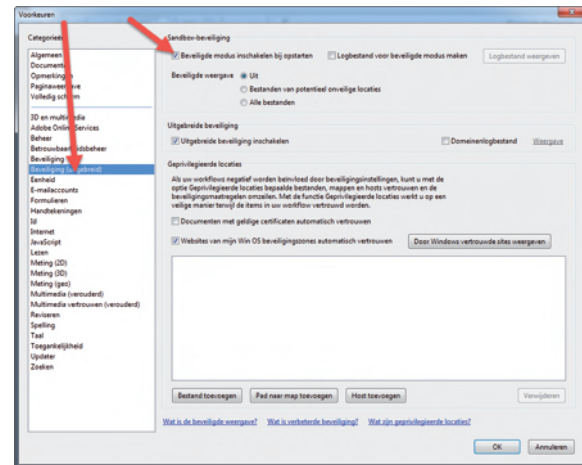 Voorkeuren
Categorieën:
Algemeen
Documenten
Opmerkingen
Paginaweergave
Volledig scherm
3D en multimedia
Adobe Online Services
Beheer
Betrouwbaarheidsbeheer
Beveiliging
Beveiliging (uitgebreid)
Eenheid
E-mailaccounts
Formulieren
Handtekeningen
Id
Internet
JavaScript
Lezen
Meting (2D)
Meting (3D)
Meting (geo)
Multimedia (verouderd)
Multimedia vertrouwen (verouderd)
Reviseren
Spelling
Taal
Toegankelijkheid
Updater
Zoeken
Sandbox-beveiliging
Beveiligde modus inschakelen bij opstarten Logbestand voor beveiligde modus maken Logbestand weergeven
Beveiligde weergave Uit
Bestanden van potentieel onveilige locaties
Alle bestanden
Uitgebreide beveiliging
Uitgebreide beveiliging inschakelen Domeinenlogbestand Weergave
Geprivilegieerde locaties
Als uw workflows negatief worden beïnvloed door beveiligingsinstellingen, kunt u met de
optie Geprivilegieerde locaties bepaalde bestanden, mappen en hosts vertrouwen en de
beveiligingsmaatregelen omzeilen. Met de functie Geprivilegieerde locaties werkt u op een
veilige manier terwijl de items in uw workflow vertrouwd worden.
Documenten met geldige certificaten automatisch vertrouwen
Websites van mijn Win OS beveiligingszones automatisch vertrouwen Door Windows vertrouwde sites weergeven
Bestand toevoegen Pad naar map toevoegen Host toevoegen Verwijderen
Wat is de beveiligde weergave? Wat is verbeterde beveiliging? Wat zijn geprivilegieerde locaties?
OK Annuleren